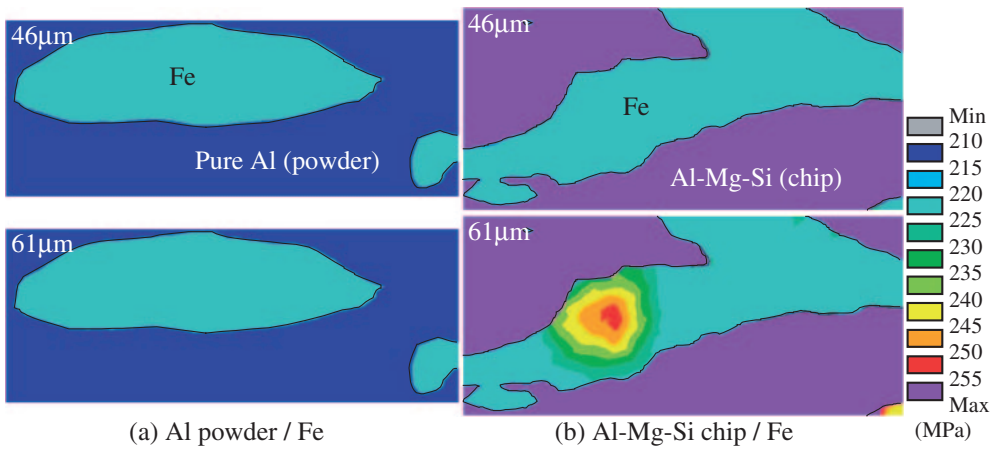 46μm
Fe
Pure Al (powder)
61μm
46μm
Fe
Al-Mg-Si (chip)
61μm
Min
210
215
220
225
230
235
240
245
250
255
Max
(MPa)
(a) Al powder / Fe
(b) Al-Mg-Si chip / Fe